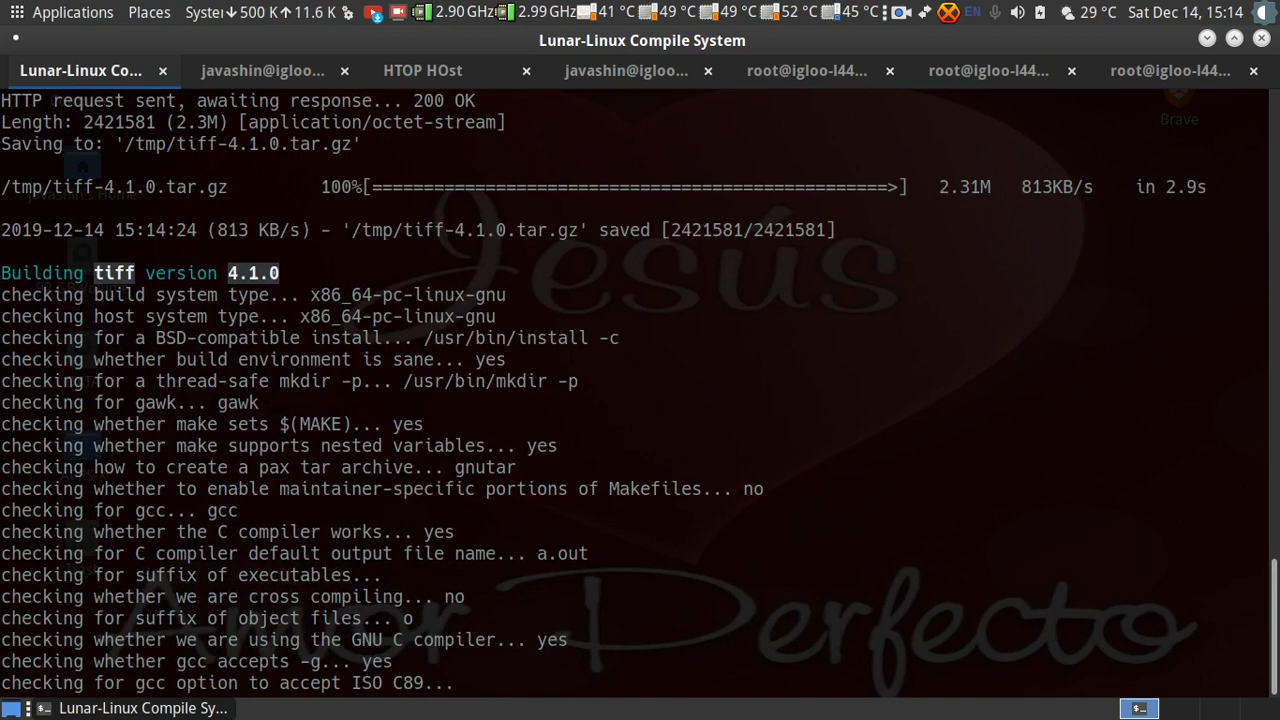 Applications Places System 500 K 11.6 K 2.90 GHz 2.99 GHz 41 °C 49 °C 49 °C 52 °C 45 °C EN 29 °C Sat Dec 14, 15:14
Lunar-Linux Compile System
Lunar-Linux Co... javashin@igloo... HTOP HOst javashin@igloo... root@igloo-l44... root@igloo-l44... root@igloo-l44...
HTTP request sent, awaiting response... 200 OK
Length: 2421581 (2.3M) [application/octet-stream]
Brave
Saving to: '/tmp/tiff-4.1.0.tar.gz'
/tmp/tiff-4.1.0.tar.gz 100%[==================================================>] 2.31M 813KB/s in 2.9s
javashin's Home
2019-12-14 15:14:24 (813 KB/s) - '/tmp/tiff-4.1.0.tar.gz' saved [2421581/2421581]
Jesus
Building tiff version 4.1.0
checking build system type... x86_64-pc-linux-gnu
checking host system type... x86_64-pc-linux-gnu
checking for a BSD-compatible install... /usr/bin/install -c
checking whether build environment is sane... yes
checking for a thread-safe mkdir -p... /usr/bin/mkdir -p
checking for gawk... gawk
checking whether make sets $(MAKE)... yes
checking whether make supports nested variables... yes
checking how to create a pax tar archive... gnutar
checking whether to enable maintainer-specific portions of Makefiles... no
checking for gcc... gcc
checking whether the C compiler works... yes
checking for C compiler default output file name... a.out
checking for suffix of executables...
checking whether we are cross compiling... no
checking for suffix of object files... o
Amor Perfecto
checking whether we are using the GNU C compiler... yes
checking whether gcc accepts -g... yes
checking for gcc option to accept ISO C89...
Lunar-Linux Compile Sy...